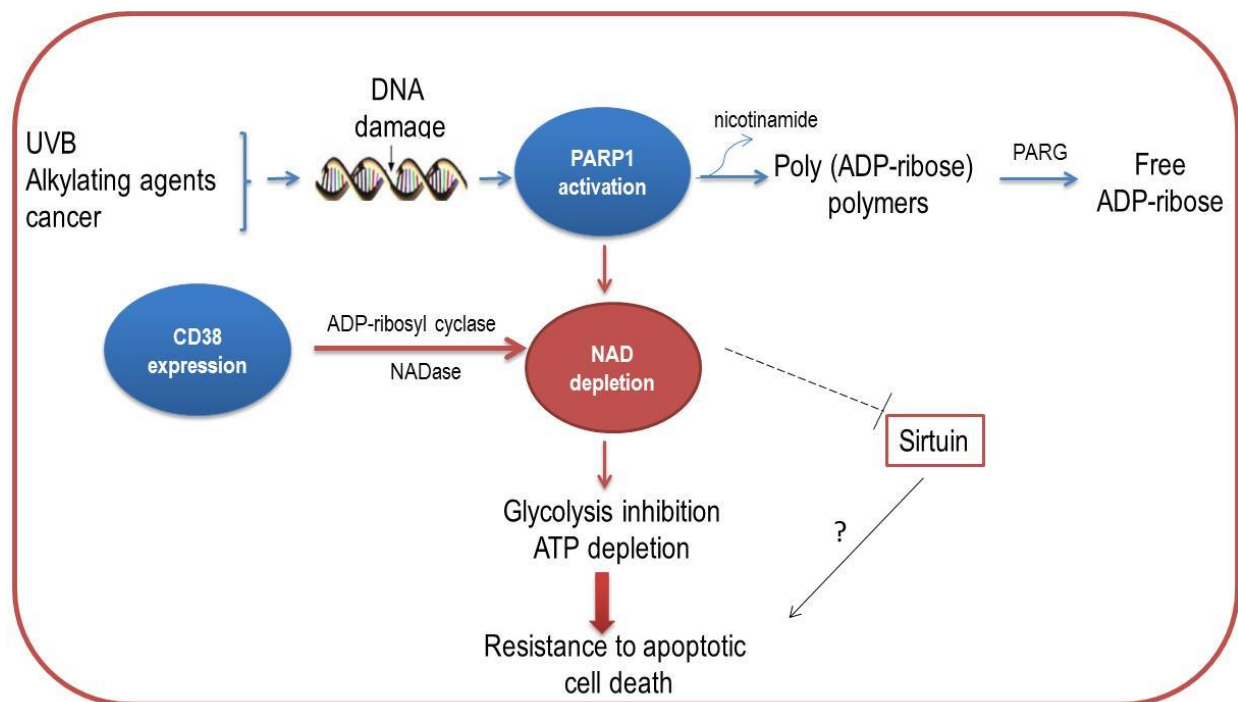 UVB
Alkylating agents
cancer
DNA
damage
PARP1
activation
nicotinamide
Poly (ADP-ribose)
polymers
PARG
Free
ADP-ribose
CD38
expression
ADP-ribosyl cyclase
NADase
NAD
depletion
Sirtuin
Glycolysis inhibition
ATP depletion
?
Resistance to apoptotic
cell death